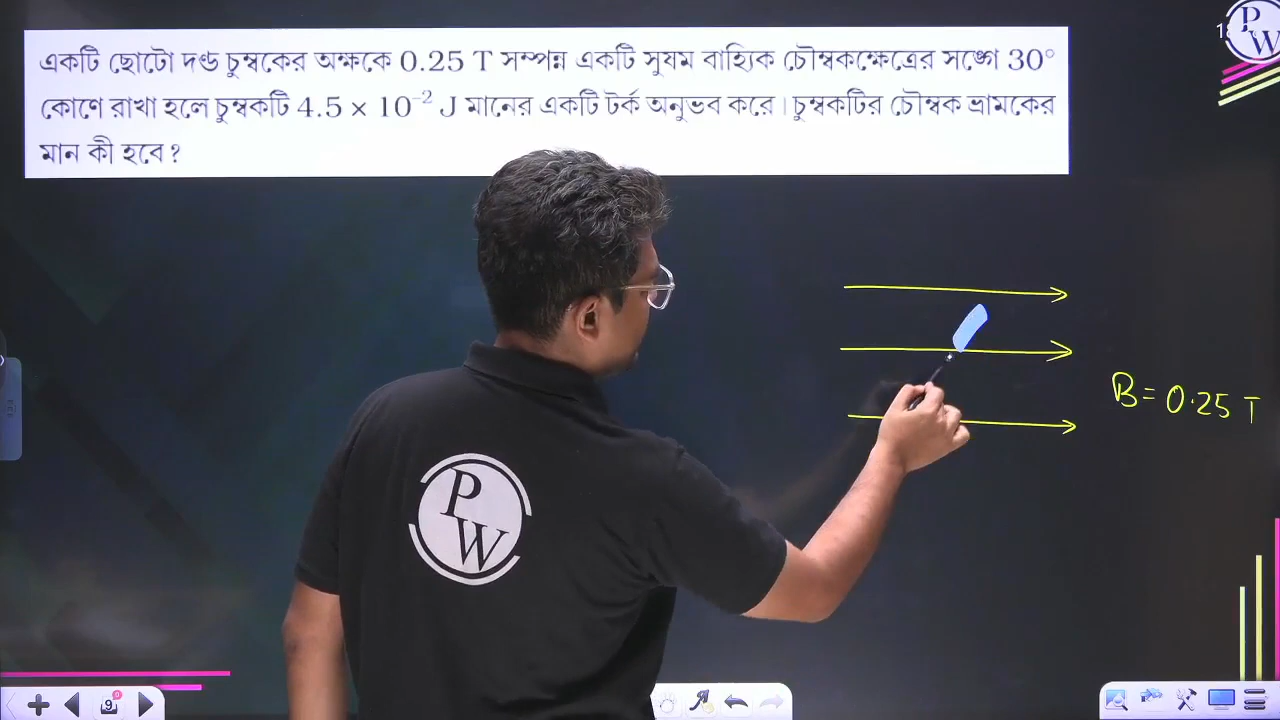 একটি ছোটো দণ্ড চুম্বকের অক্ষকে 0.25 T সম্পন্ন একটি সুষম বাহ্যিক চৌম্বকক্ষেত্রের সঙ্গে 30°
কোণে রাখা হলে চুম্বকটি 4.5 × 10⁻² J মানের একটি টর্ক অনুভব করে। চুম্বকটির চৌম্বক ভ্রামকের
মান কী হবে?
B = 0.25 T
P
W
P
W
9